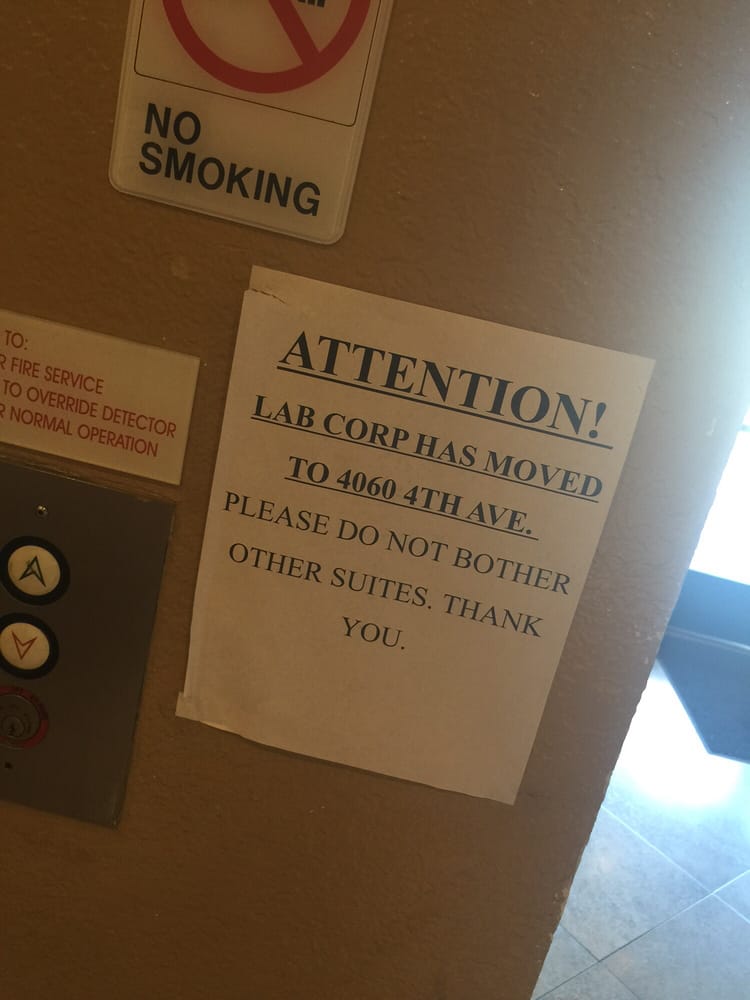 NO
SMOKING
TO:
FIRE SERVICE
TO OVERRIDE DETECTOR
NORMAL OPERATION
ATTENTION!
LAB CORP HAS MOVED
TO 4060 4TH AVE.
PLEASE DO NOT BOTHER
OTHER SUITES. THANK
YOU.